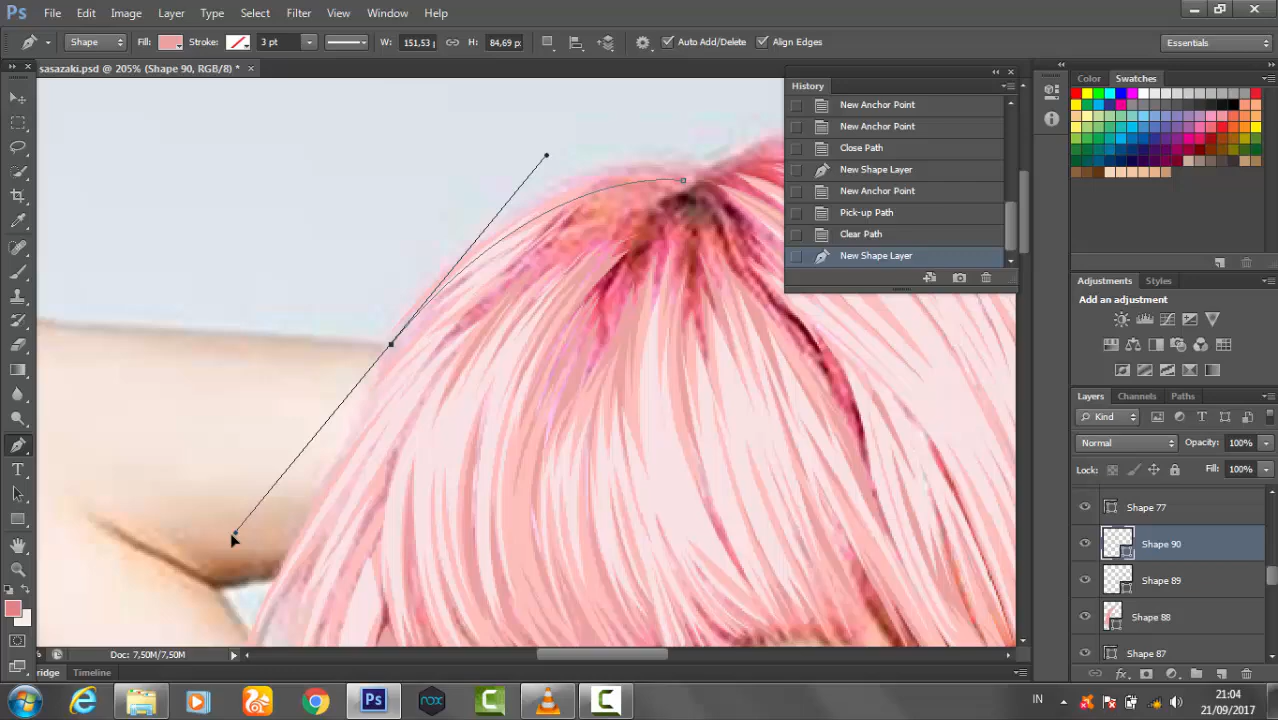 Ps File Edit Image Layer Type Select Filter View Window Help
Shape Fill: Stroke: 3 pt W: 151,53 p H: 84,69 px Auto Add/Delete Align Edges Essentials
sasazaki.psd @ 205% (Shape 90, RGB/8) * ×
History
New Anchor Point
New Anchor Point
Close Path
New Shape Layer
New Anchor Point
Pick-up Path
Clear Path
New Shape Layer
Color Swatches
Adjustments Styles
Add an adjustment
Layers Channels Paths
Kind
Normal Opacity: 100%
Lock: Fill: 100%
Shape 77
Shape 90
Shape 89
Shape 88
Shape 87
Doc: 7,50M/7,50M
ridge Timeline
Ps nox C C IN 21:04
21/09/2017